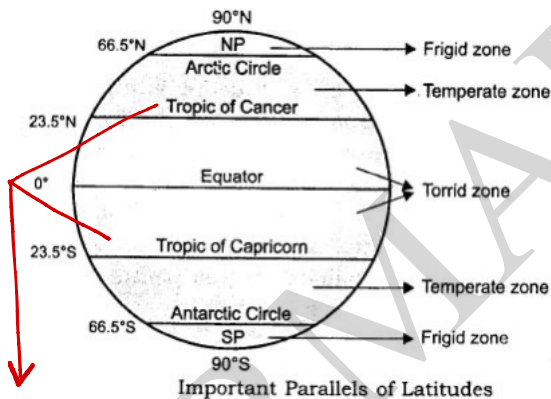 90°N
66.5°N NP Frigid zone
Arctic Circle
Temperate zone
Tropic of Cancer
23.5°N
0° Equator Torrid zone
Tropic of Capricorn
23.5°S
Temperate zone
Antarctic Circle
66.5°S SP Frigid zone
90°S
Important Parallels of Latitudes